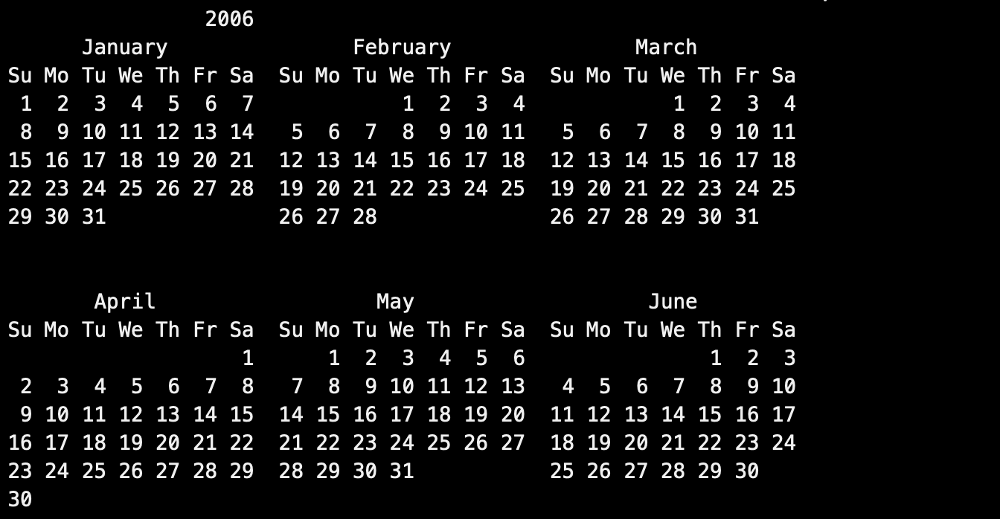 2006
      January               February               March
Su Mo Tu We Th Fr Sa  Su Mo Tu We Th Fr Sa  Su Mo Tu We Th Fr Sa
 1  2  3  4  5  6  7            1  2  3  4            1  2  3  4
 8  9 10 11 12 13 14   5  6  7  8  9 10 11   5  6  7  8  9 10 11
15 16 17 18 19 20 21  12 13 14 15 16 17 18  12 13 14 15 16 17 18
22 23 24 25 26 27 28  19 20 21 22 23 24 25  19 20 21 22 23 24 25
29 30 31              26 27 28              26 27 28 29 30 31

       April                  May                   June
Su Mo Tu We Th Fr Sa  Su Mo Tu We Th Fr Sa  Su Mo Tu We Th Fr Sa
                   1      1  2  3  4  5  6               1  2  3
 2  3  4  5  6  7  8   7  8  9 10 11 12 13   4  5  6  7  8  9 10
 9 10 11 12 13 14 15  14 15 16 17 18 19 20  11 12 13 14 15 16 17
16 17 18 19 20 21 22  21 22 23 24 25 26 27  18 19 20 21 22 23 24
23 24 25 26 27 28 29  28 29 30 31           25 26 27 28 29 30
30